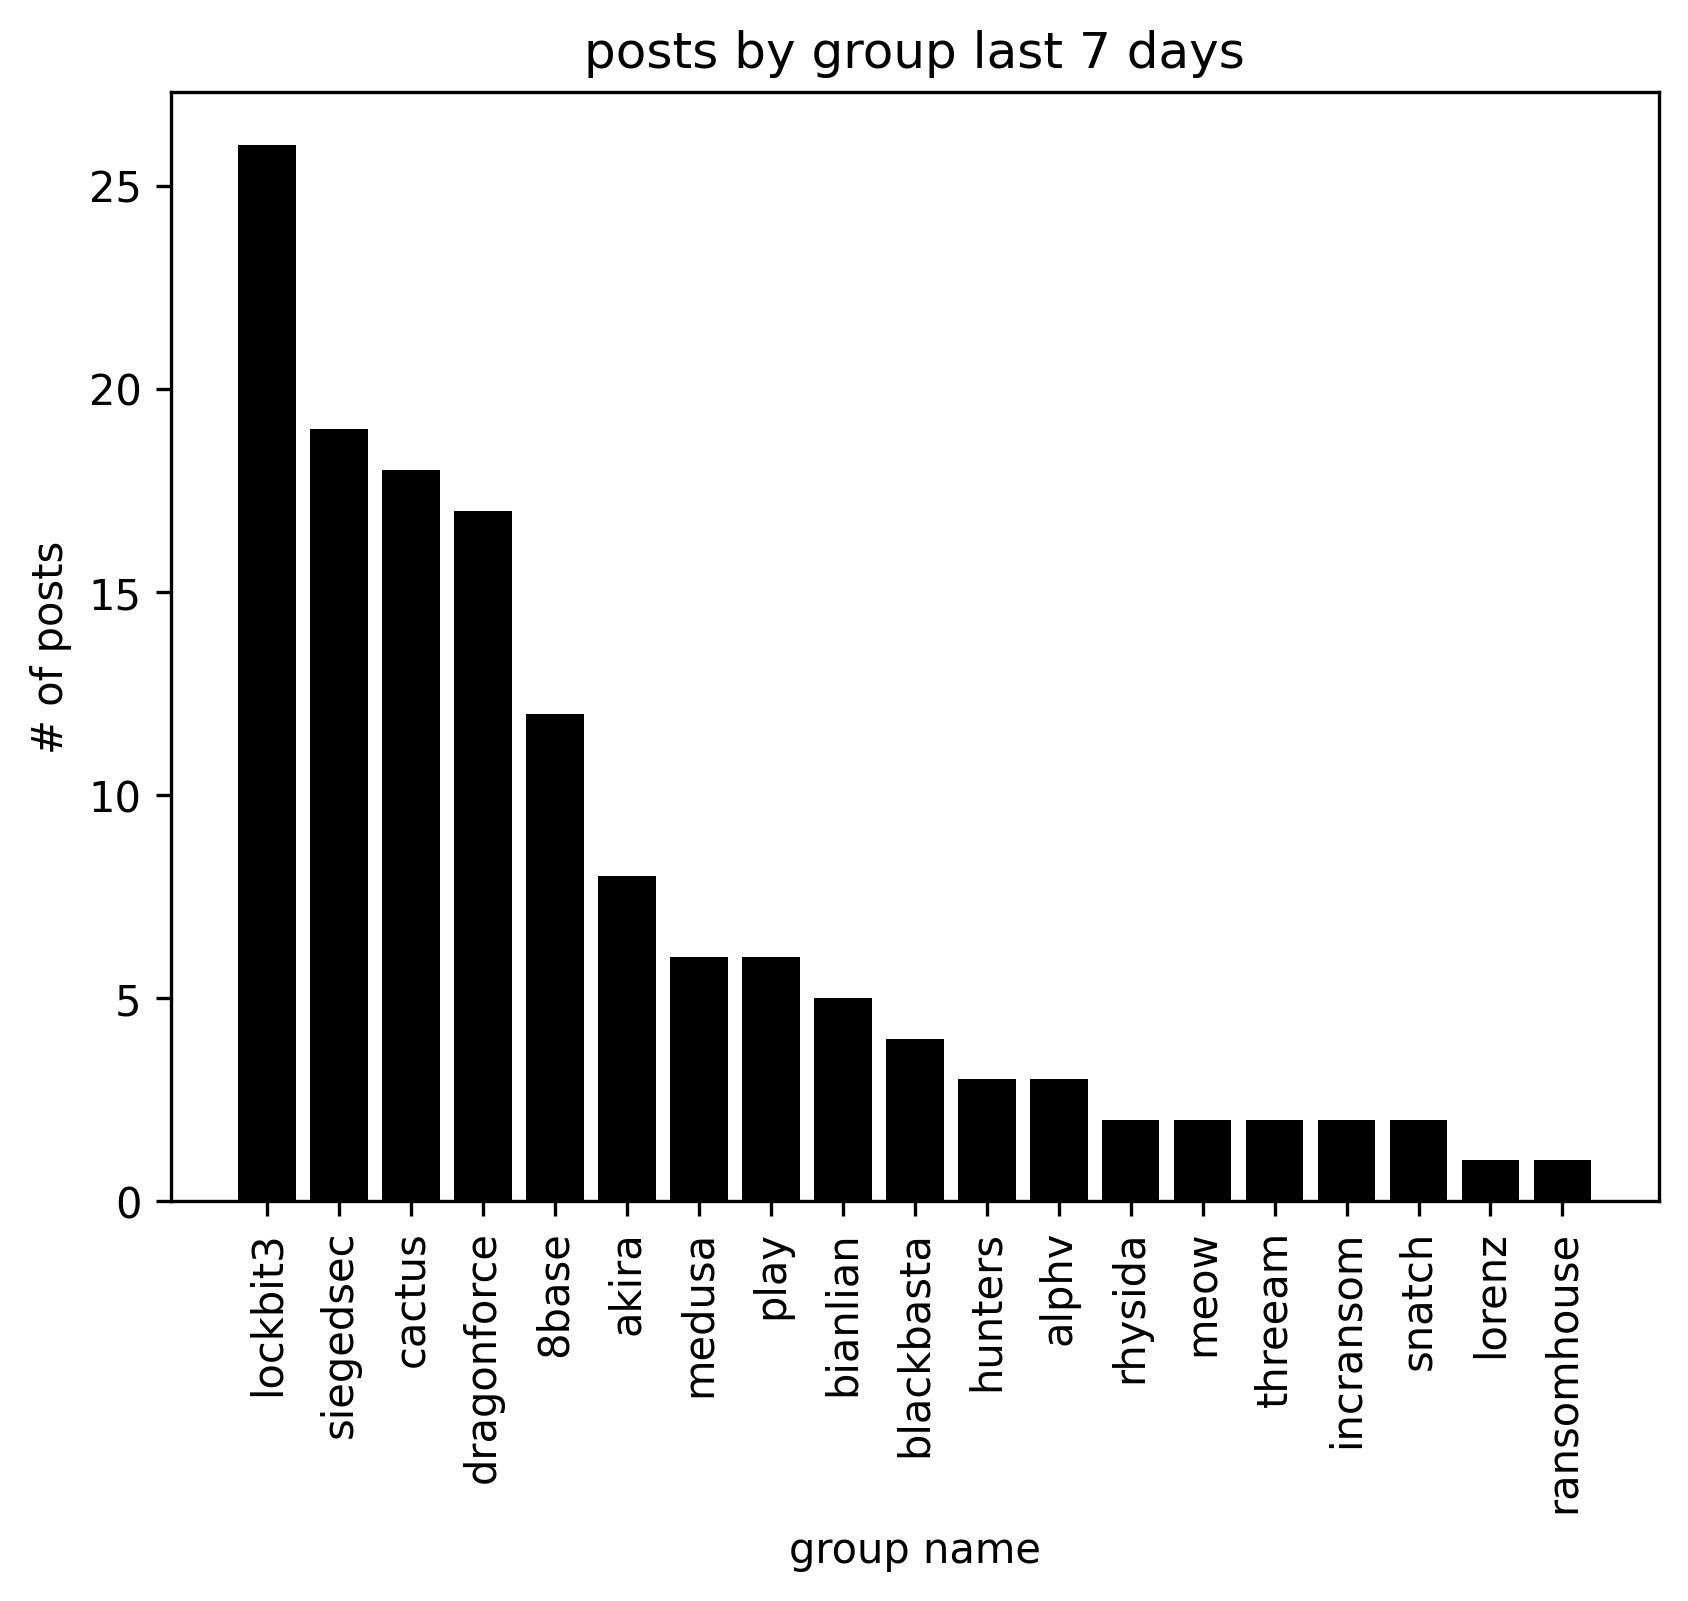 posts by group last 7 days
# of posts
25
20
15
10
5
0
lockbit3
siegedsec
cactus
dragonforce
8base
akira
medusa
play
bianlian
blackbasta
hunters
alphv
rhysida
meow
threeam
incransom
snatch
lorenz
ransomhouse
group name